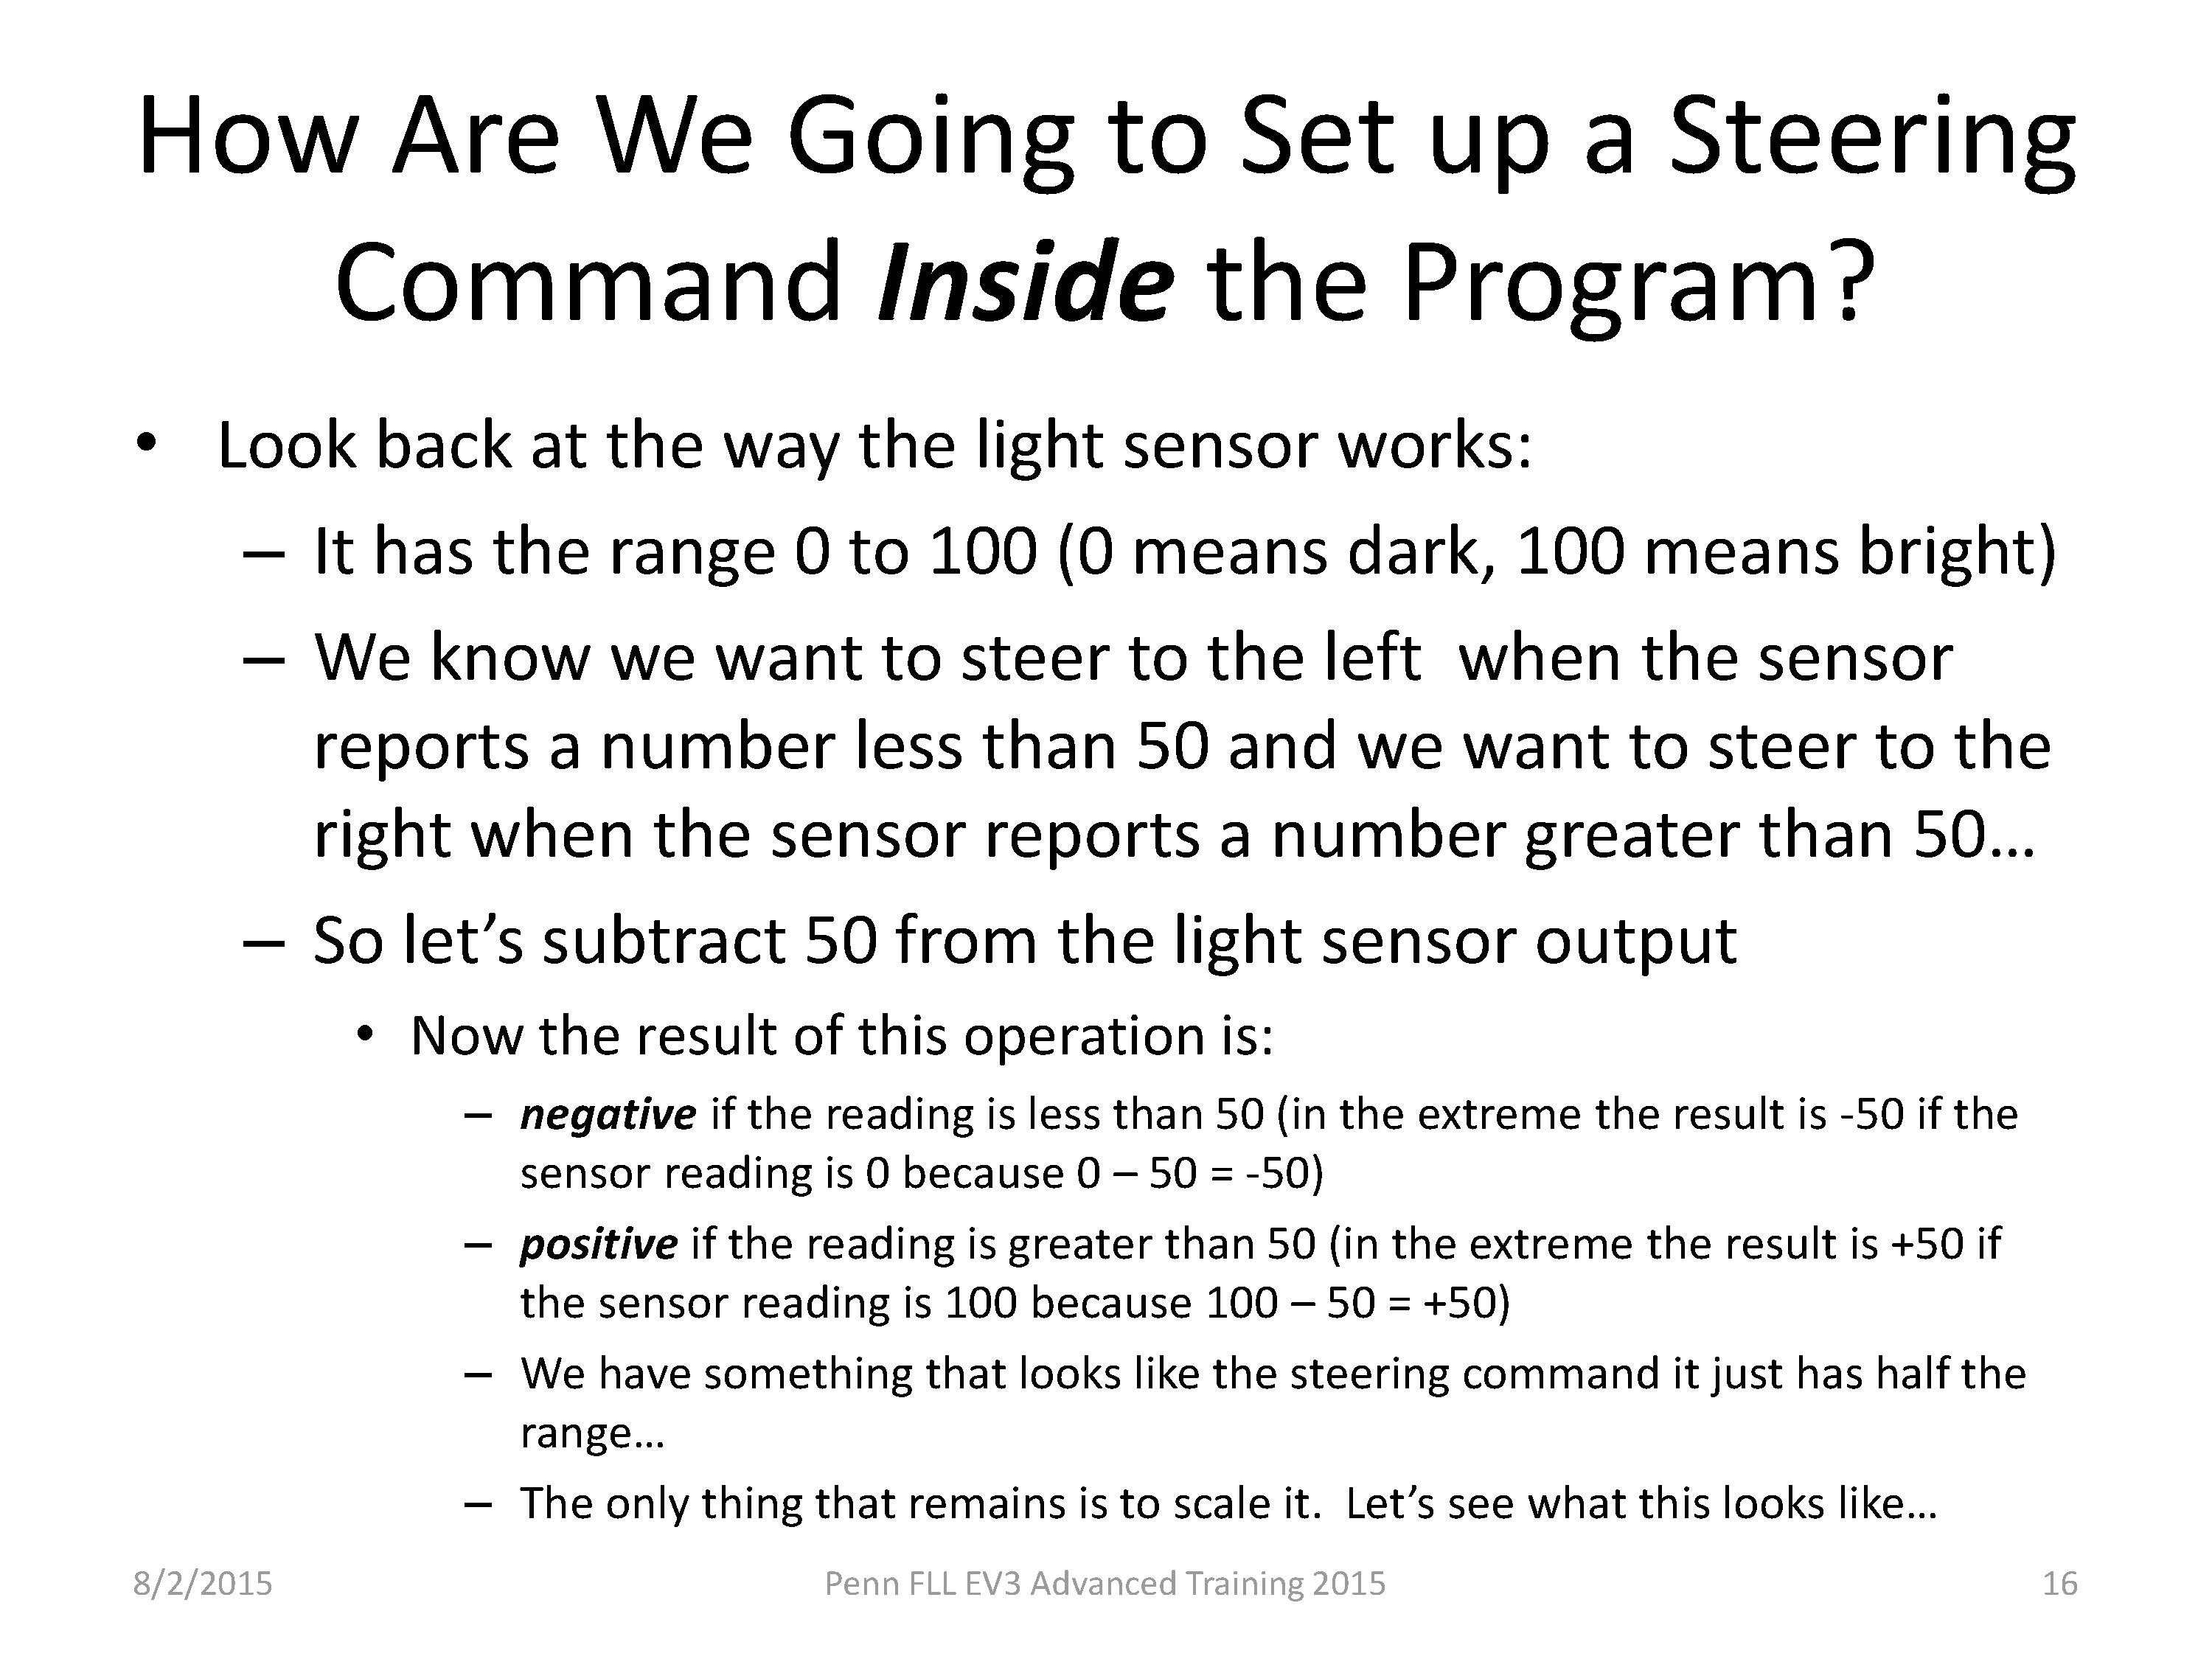 How Are We Going to Set up a Steering
Command Inside the Program?
• Look back at the way the light sensor works:
– It has the range 0 to 100 (0 means dark, 100 means bright)
– We know we want to steer to the left when the sensor
reports a number less than 50 and we want to steer to the
right when the sensor reports a number greater than 50…
– So let’s subtract 50 from the light sensor output
• Now the result of this operation is:
– negative if the reading is less than 50 (in the extreme the result is -50 if the
sensor reading is 0 because 0 – 50 = -50)
– positive if the reading is greater than 50 (in the extreme the result is +50 if
the sensor reading is 100 because 100 – 50 = +50)
– We have something that looks like the steering command it just has half the
range…
– The only thing that remains is to scale it. Let’s see what this looks like…
8/2/2015 Penn FLL EV3 Advanced Training 2015 16